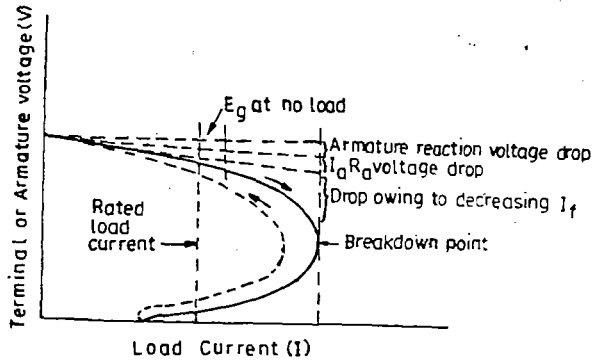 Terminal or Armature voltage (V)
Eg at no load
Armature reaction voltage drop
IaRa voltage drop
Drop owing to decreasing If
Rated
load
current
Breakdown point
Load Current (I)